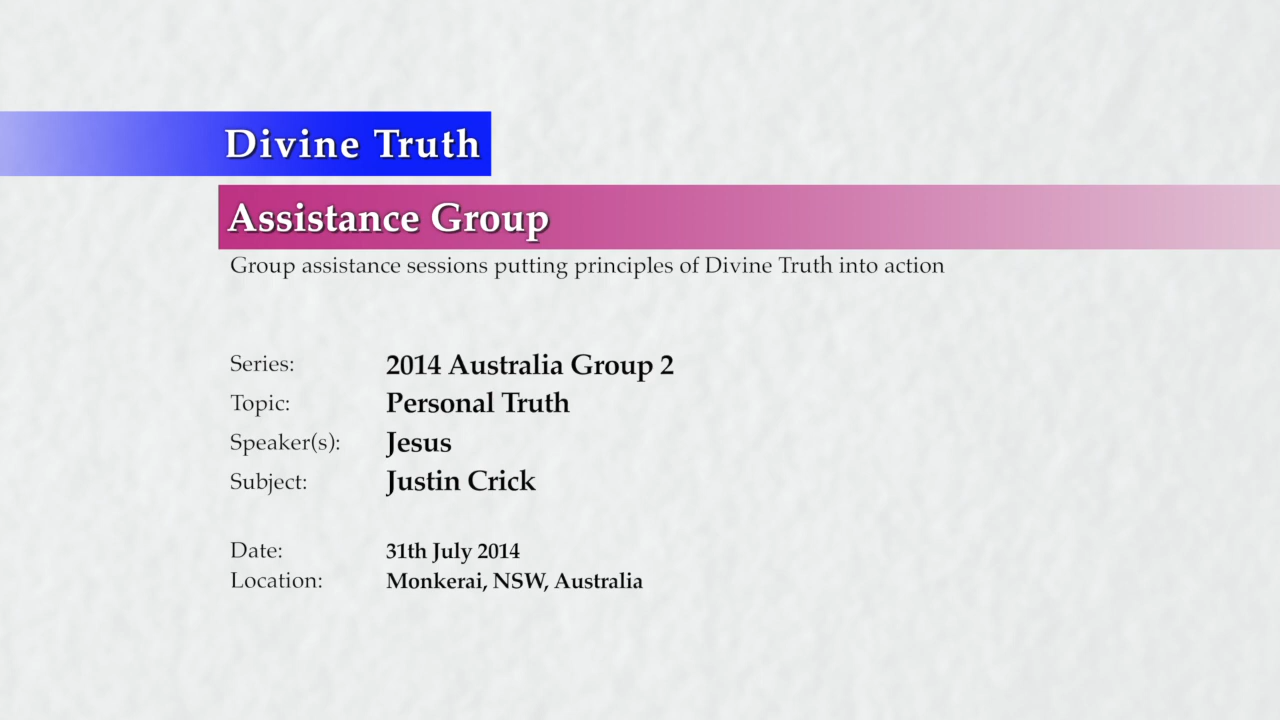 Divine Truth
Assistance Group
Group assistance sessions putting principles of Divine Truth into action
Series: 2014 Australia Group 2
Topic: Personal Truth
Speaker(s): Jesus
Subject: Justin Crick
Date: 31th July 2014
Location: Monkerai, NSW, Australia